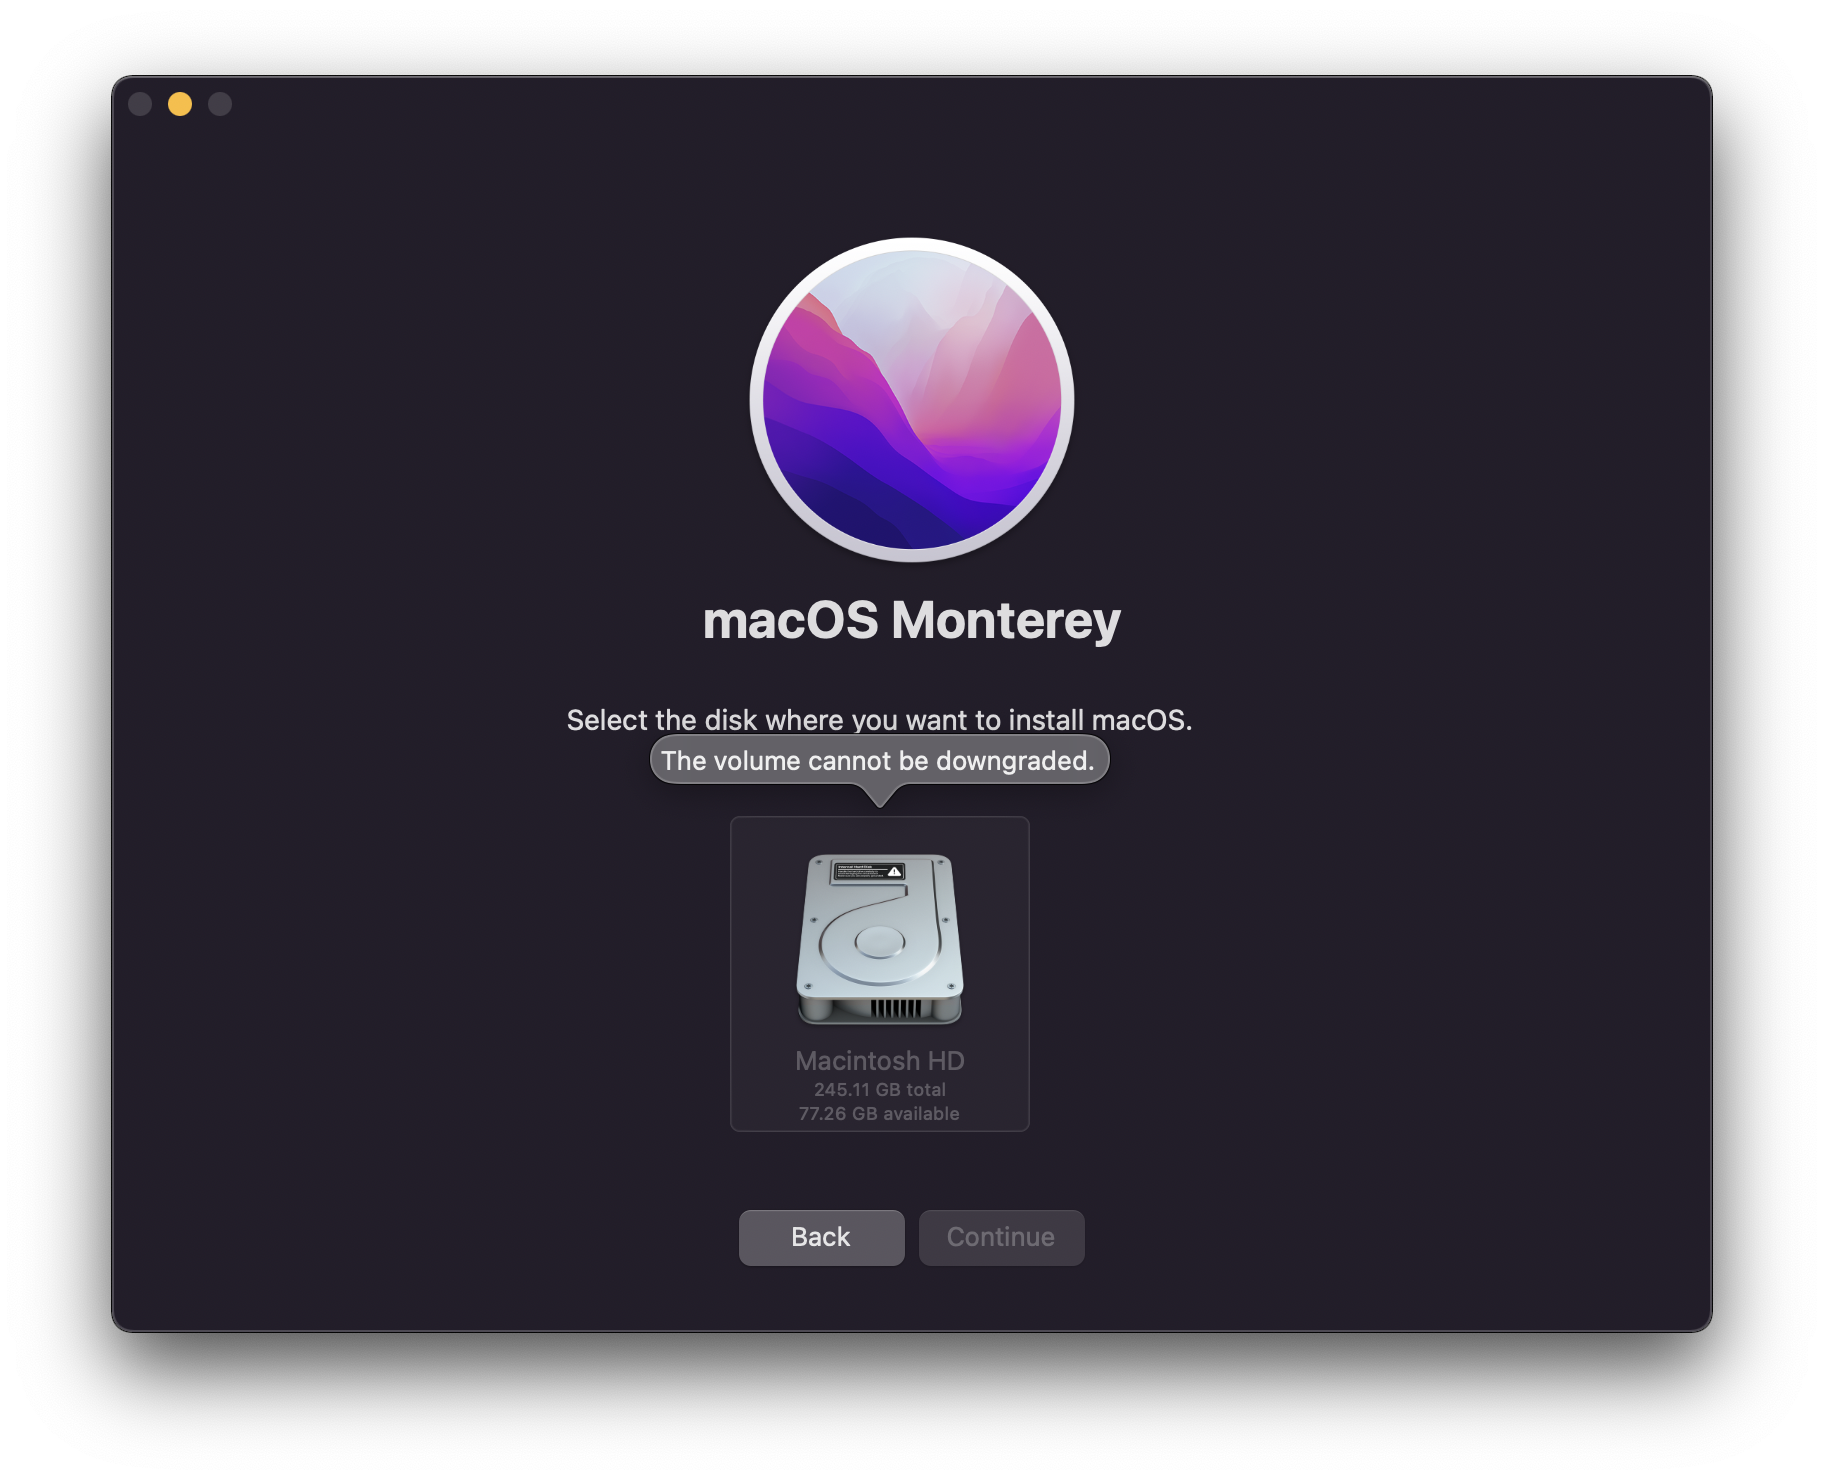 macOS Monterey
Select the disk where you want to install macOS.
The volume cannot be downgraded.
Macintosh HD
245.11 GB total
77.26 GB available
Back
Continue